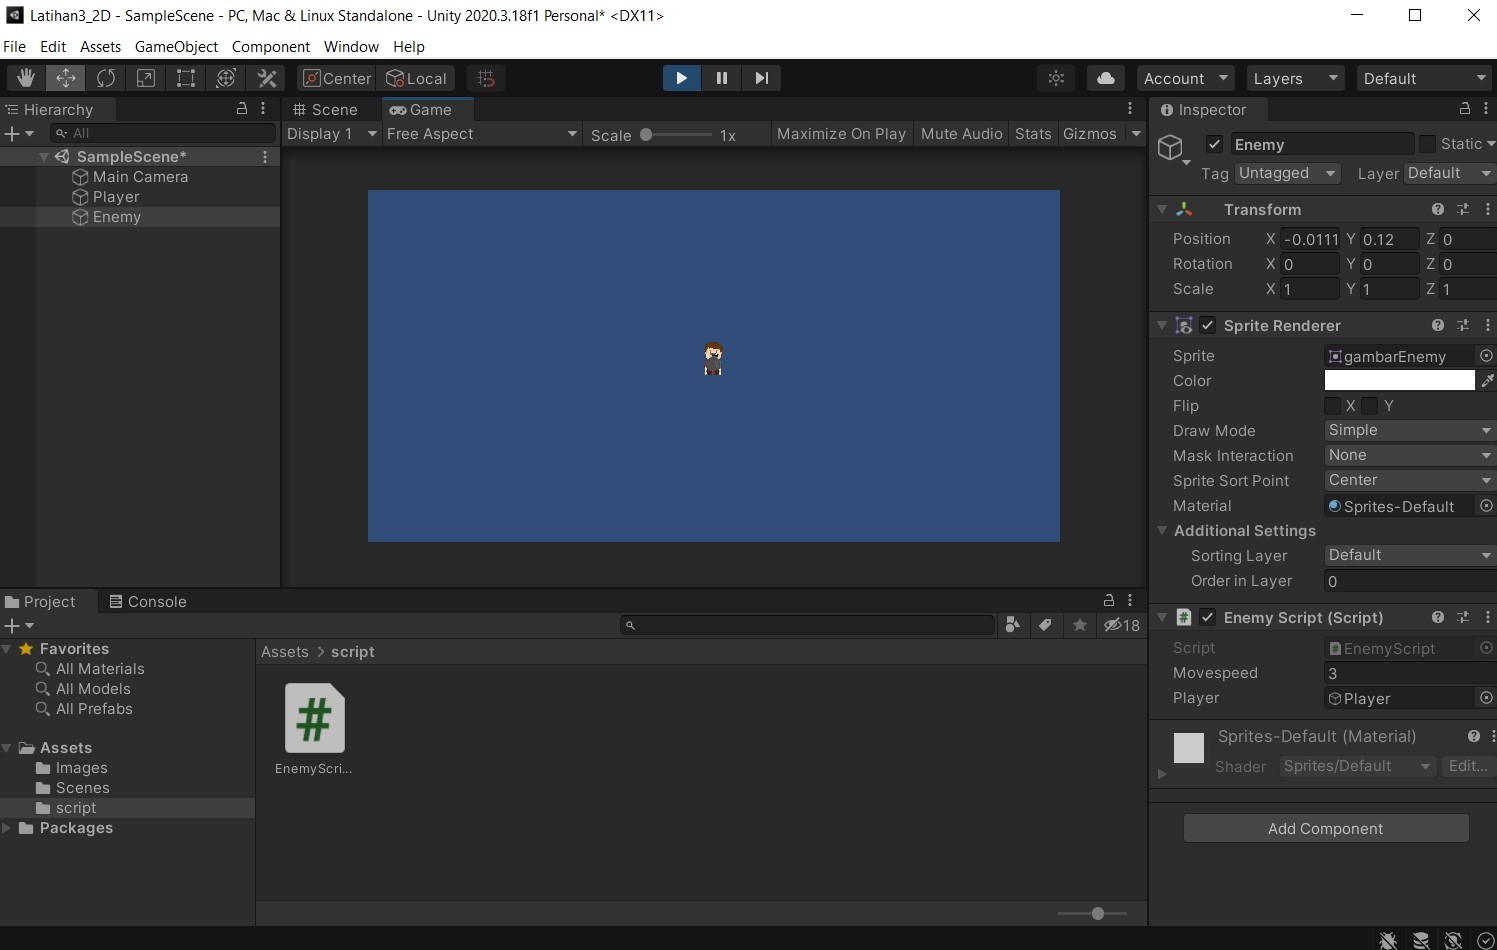 Latihan3_2D - SampleScene - PC, Mac & Linux Standalone - Unity 2020.3.18f1 Personal* <DX11>
File Edit Assets GameObject Component Window Help
Center Local Account Layers Default
Hierarchy
All
SampleScene*
Main Camera
Player
Enemy
Scene Game
Display 1 Free Aspect Scale 1x Maximize On Play Mute Audio Stats Gizmos
Inspector
Enemy Static
Tag Untagged Layer Default
Transform
Position X -0.0111 Y 0.12 Z 0
Rotation X 0 Y 0 Z 0
Scale X 1 Y 1 Z 1
Sprite Renderer
Sprite gambarEnemy
Color
Flip X Y
Draw Mode Simple
Mask Interaction None
Sprite Sort Point Center
Material Sprites-Default
Additional Settings
Sorting Layer Default
Order in Layer 0
# Enemy Script (Script)
Script # EnemyScript
Movespeed 3
Player Player
Sprites-Default (Material)
Shader Sprites/Default Edit...
Add Component
Project Console
18
Favorites
All Materials
All Models
All Prefabs
Assets
Images
Scenes
script
Packages
Assets > script
#
EnemyScri...